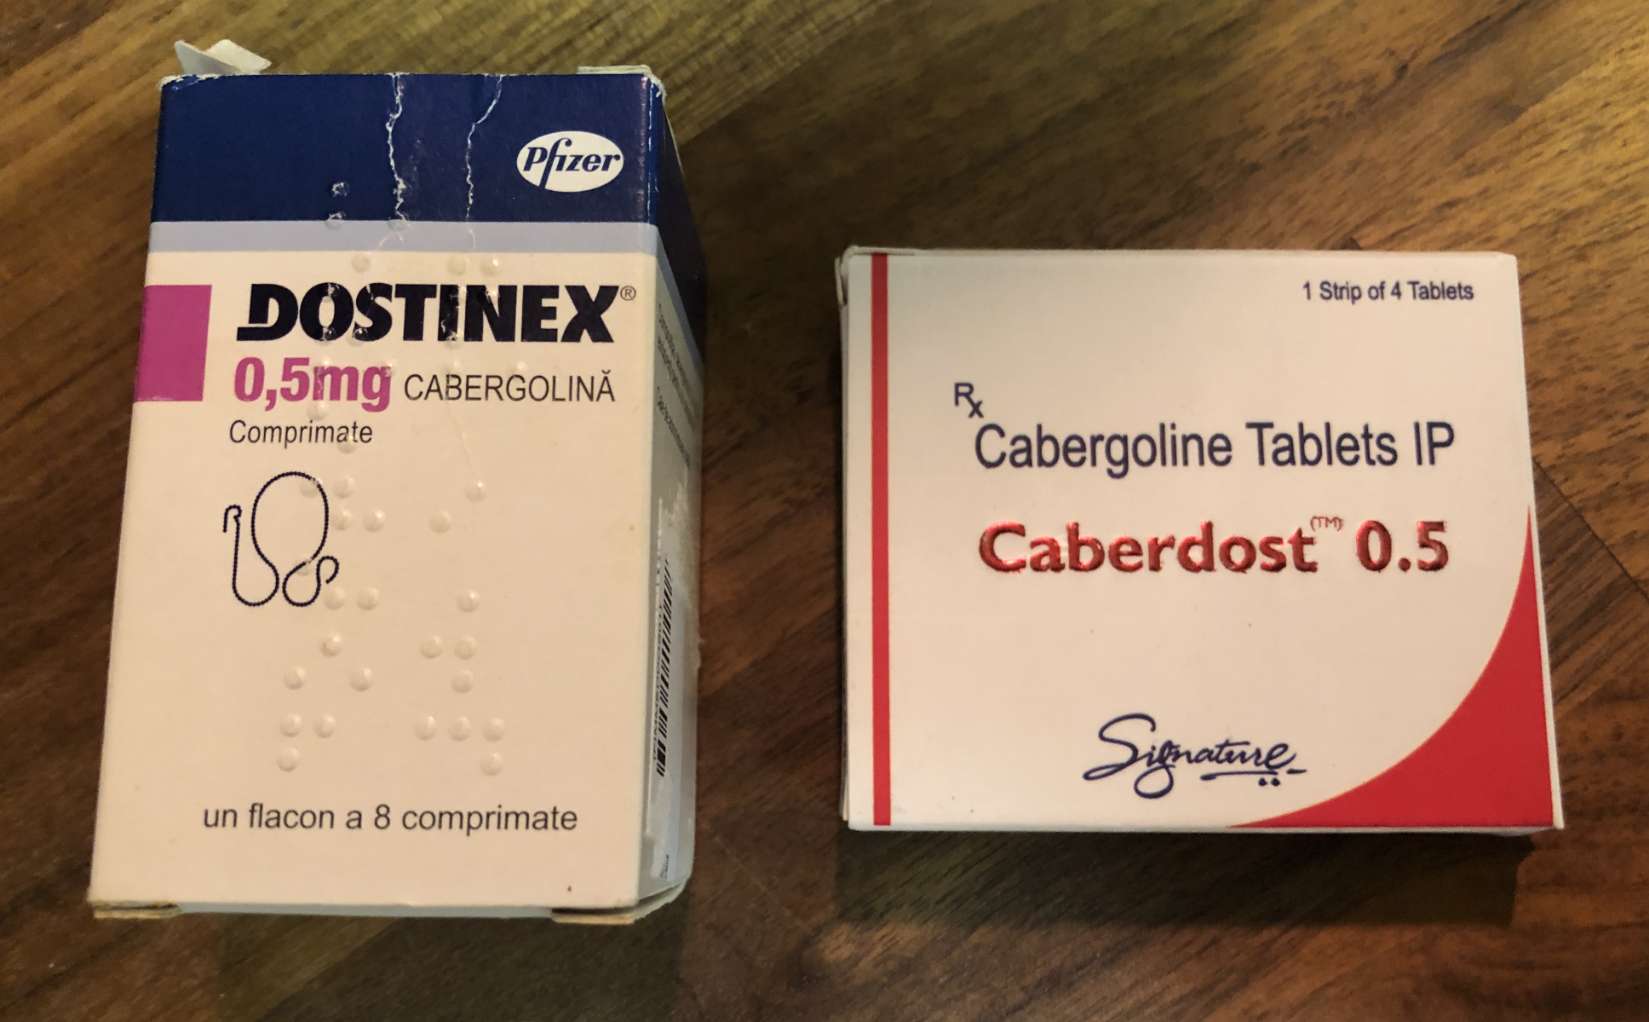 Pfizer
DOSTINEX®
0,5mg CABERGOLINĂ
Comprimate
un flacon a 8 comprimate
1 Strip of 4 Tablets
Rx
Cabergoline Tablets IP
Caberdost (TM) 0.5
Signature